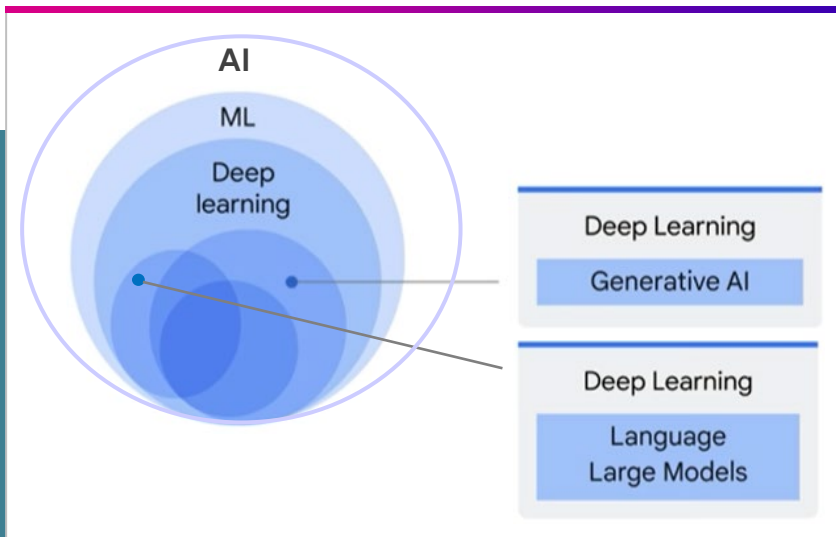 AI
ML
Deep
learning
Deep Learning
Generative AI
Deep Learning
Language
Large Models